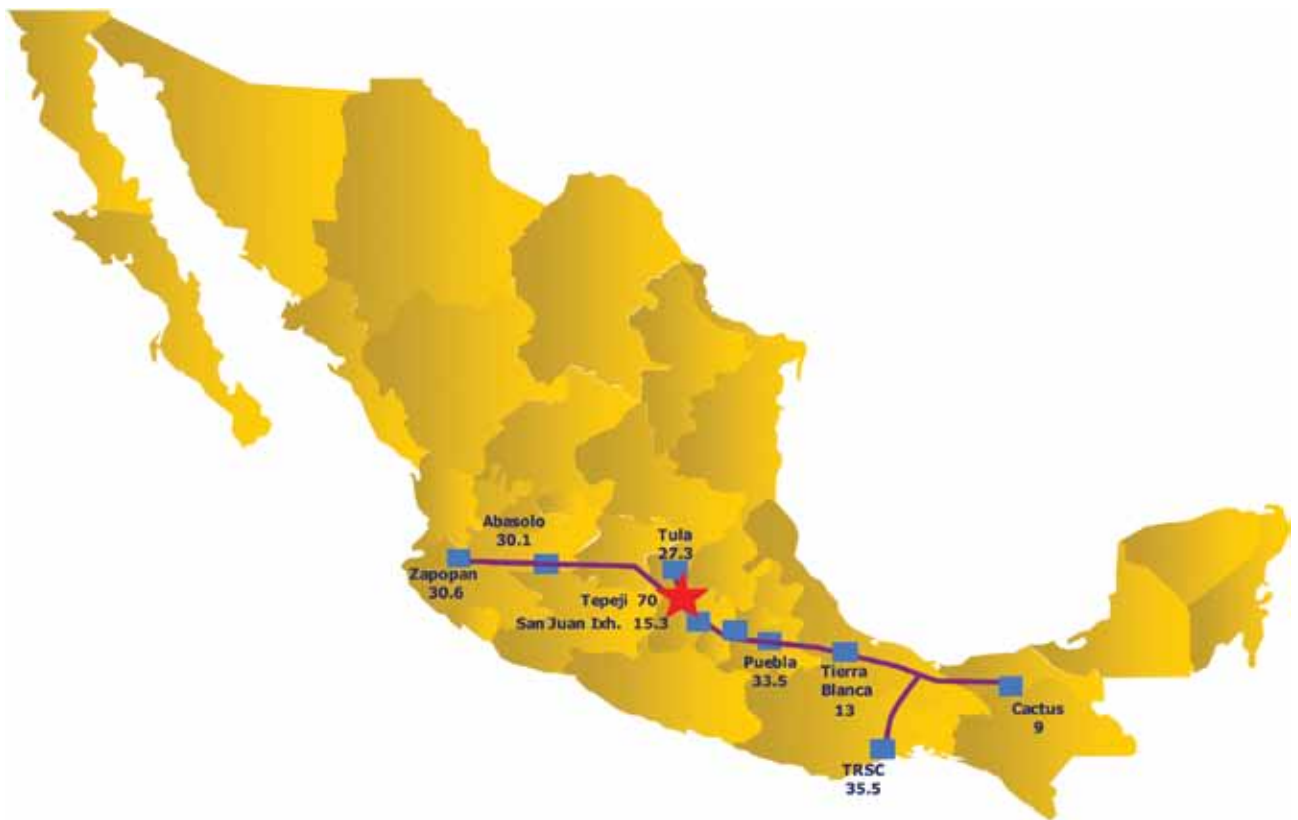 Abasolo
30.1
Tula
27.3
Zapopan
30.6
Tepeji 70
San Juan Ixh. 15.3
Puebla
33.5
Tierra
Blanca
13
Cactus
9
TRSC
35.5